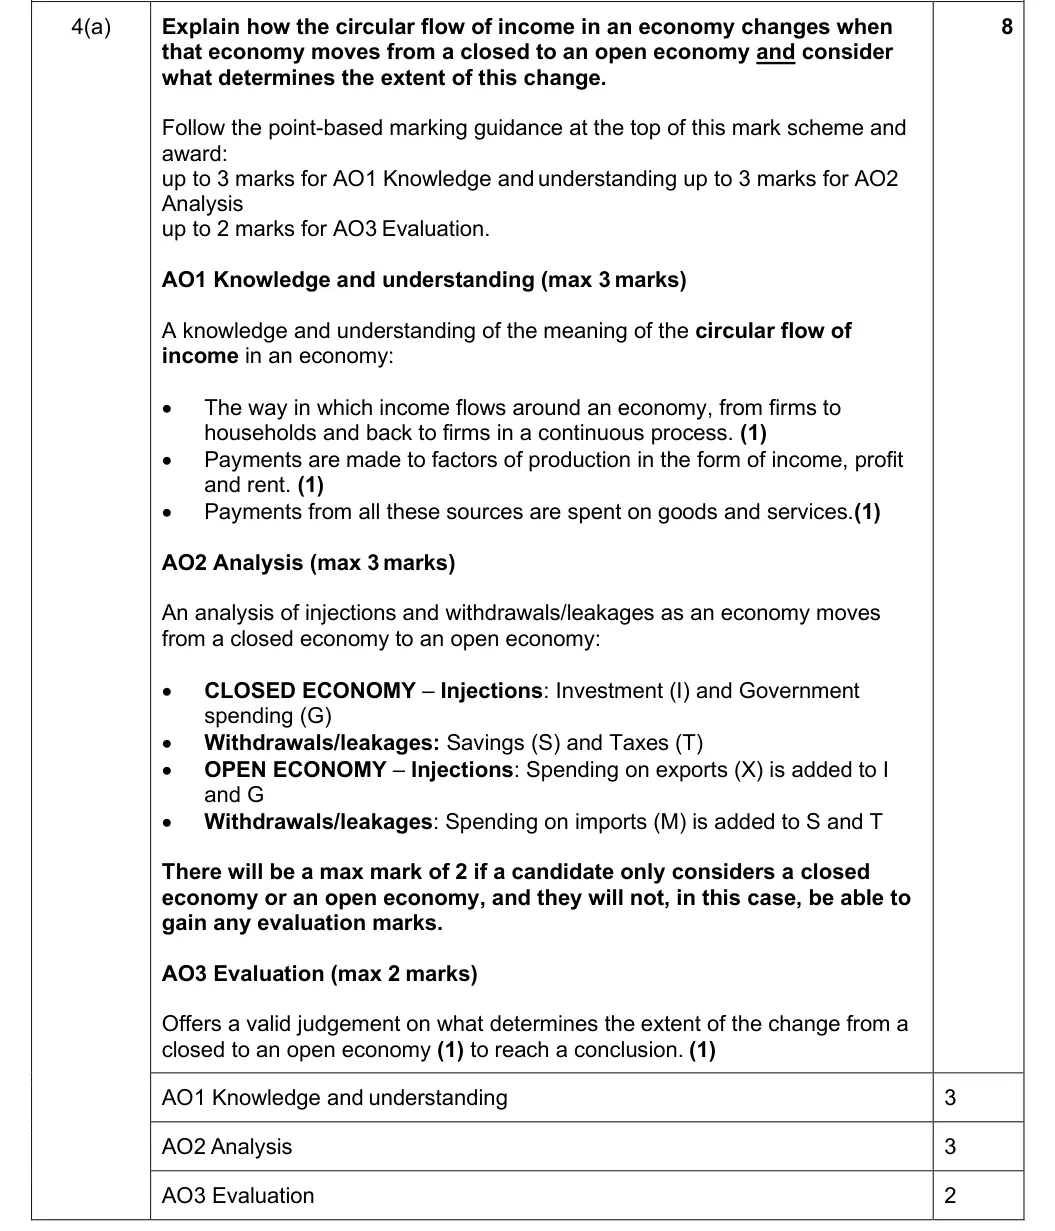 4(a)
Explain how the circular flow of income in an economy changes when
that economy moves from a closed to an open economy and consider
what determines the extent of this change.
8
Follow the point-based marking guidance at the top of this mark scheme and
award:
up to 3 marks for AO1 Knowledge and understanding up to 3 marks for AO2
Analysis
up to 2 marks for AO3 Evaluation.
AO1 Knowledge and understanding (max 3 marks)
A knowledge and understanding of the meaning of the circular flow of
income in an economy:
• The way in which income flows around an economy, from firms to
households and back to firms in a continuous process. (1)
• Payments are made to factors of production in the form of income, profit
and rent. (1)
• Payments from all these sources are spent on goods and services.(1)
AO2 Analysis (max 3 marks)
An analysis of injections and withdrawals/leakages as an economy moves
from a closed economy to an open economy:
• CLOSED ECONOMY – Injections: Investment (I) and Government
spending (G)
• Withdrawals/leakages: Savings (S) and Taxes (T)
• OPEN ECONOMY – Injections: Spending on exports (X) is added to I
and G
• Withdrawals/leakages: Spending on imports (M) is added to S and T
There will be a max mark of 2 if a candidate only considers a closed
economy or an open economy, and they will not, in this case, be able to
gain any evaluation marks.
AO3 Evaluation (max 2 marks)
Offers a valid judgement on what determines the extent of the change from a
closed to an open economy (1) to reach a conclusion. (1)
AO1 Knowledge and understanding 3
AO2 Analysis 3
AO3 Evaluation 2